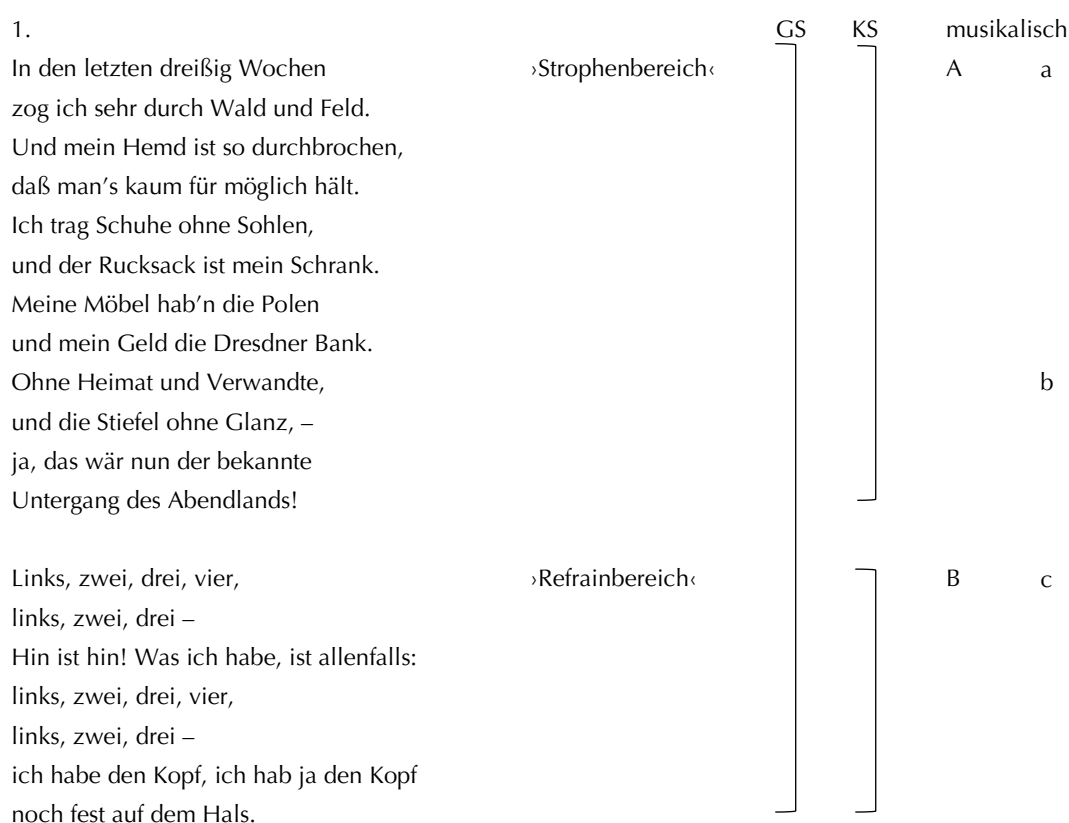 1. GS KS musikalisch
In den letzten dreißig Wochen ›Strophenbereich‹ A a
zog ich sehr durch Wald und Feld.
Und mein Hemd ist so durchbrochen,
daß man’s kaum für möglich hält.
Ich trag Schuhe ohne Sohlen,
und der Rucksack ist mein Schrank.
Meine Möbel hab’n die Polen
und mein Geld die Dresdner Bank.
Ohne Heimat und Verwandte, b
und die Stiefel ohne Glanz, –
ja, das wär nun der bekannte
Untergang des Abendlands!
Links, zwei, drei, vier, ›Refrainbereich‹ B c
links, zwei, drei –
Hin ist hin! Was ich habe, ist allenfalls:
links, zwei, drei, vier,
links, zwei, drei –
ich habe den Kopf, ich hab ja den Kopf
noch fest auf dem Hals.